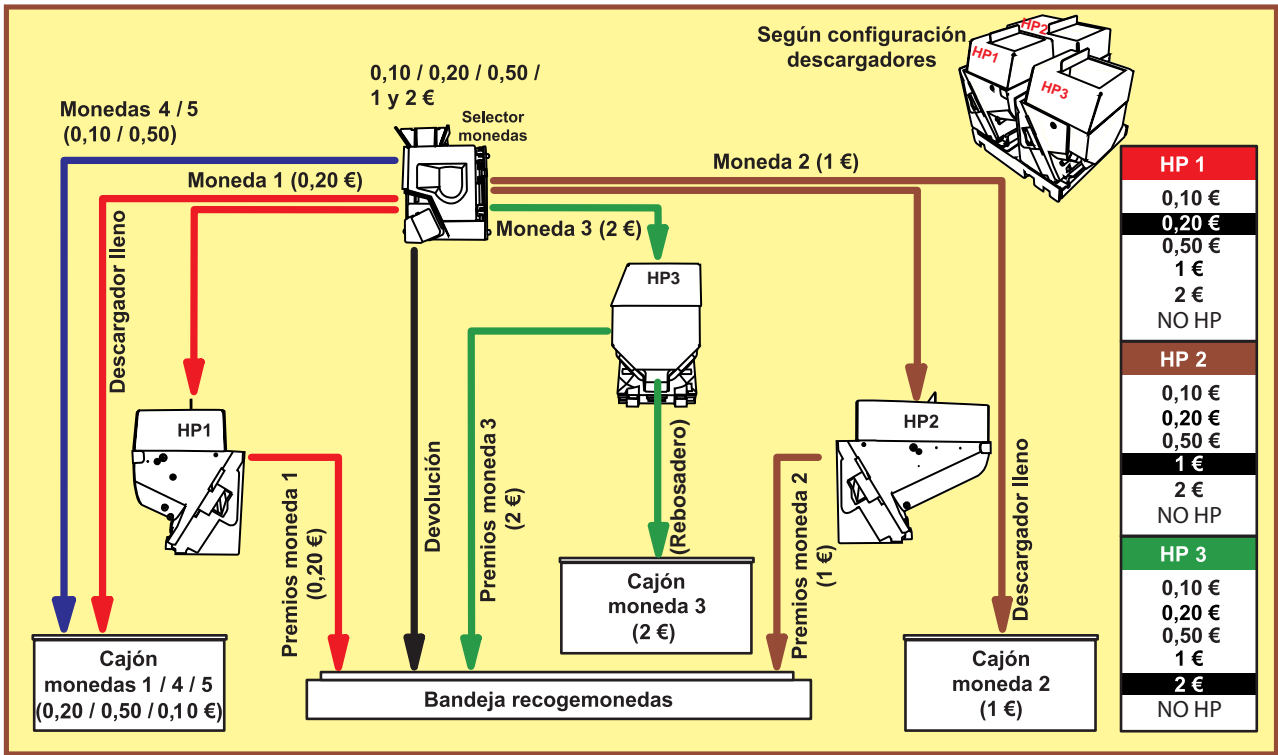 Según configuración
descargadores
HP2
HP1
HP3
0,10 / 0,20 / 0,50 /
1 y 2 €
Selector
monedas
Monedas 4 / 5
(0,10 / 0,50)
Moneda 1 (0,20 €)
Moneda 2 (1 €)
Moneda 3 (2 €)
Descargador lleno
HP1
HP3
HP2
Premios moneda 1
(0,20 €)
Devolución
Premios moneda 3
(2 €)
(Rebosadero)
Premios moneda 2
(1 €)
Descargador lleno
Cajón
monedas 1 / 4 / 5
(0,20 / 0,50 / 0,10 €)
Bandeja recogemonedas
Cajón
moneda 3
(2 €)
Cajón
moneda 2
(1 €)
HP 1
0,10 €
0,20 €
0,50 €
1 €
2 €
NO HP
HP 2
0,10 €
0,20 €
0,50 €
1 €
2 €
NO HP
HP 3
0,10 €
0,20 €
0,50 €
1 €
2 €
NO HP